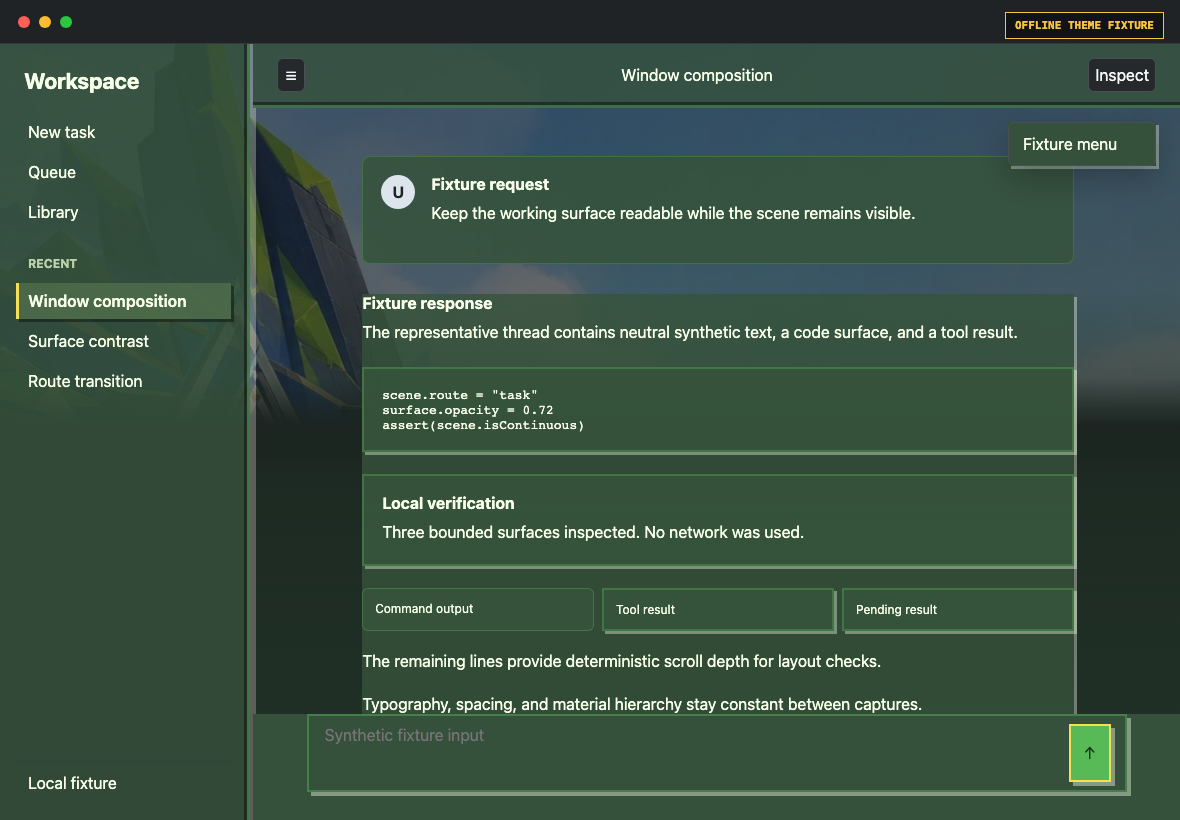 OFFLINE THEME FIXTURE
Workspace
New task
Queue
Library
RECENT
Window composition
Surface contrast
Route transition
Local fixture
Window composition
Inspect
Fixture menu
U
Fixture request
Keep the working surface readable while the scene remains visible.
Fixture response
The representative thread contains neutral synthetic text, a code surface, and a tool result.
scene.route = "task"
surface.opacity = 0.72
assert(scene.isContinuous)
Local verification
Three bounded surfaces inspected. No network was used.
Command output
Tool result
Pending result
The remaining lines provide deterministic scroll depth for layout checks.
Typography, spacing, and material hierarchy stay constant between captures.
Synthetic fixture input